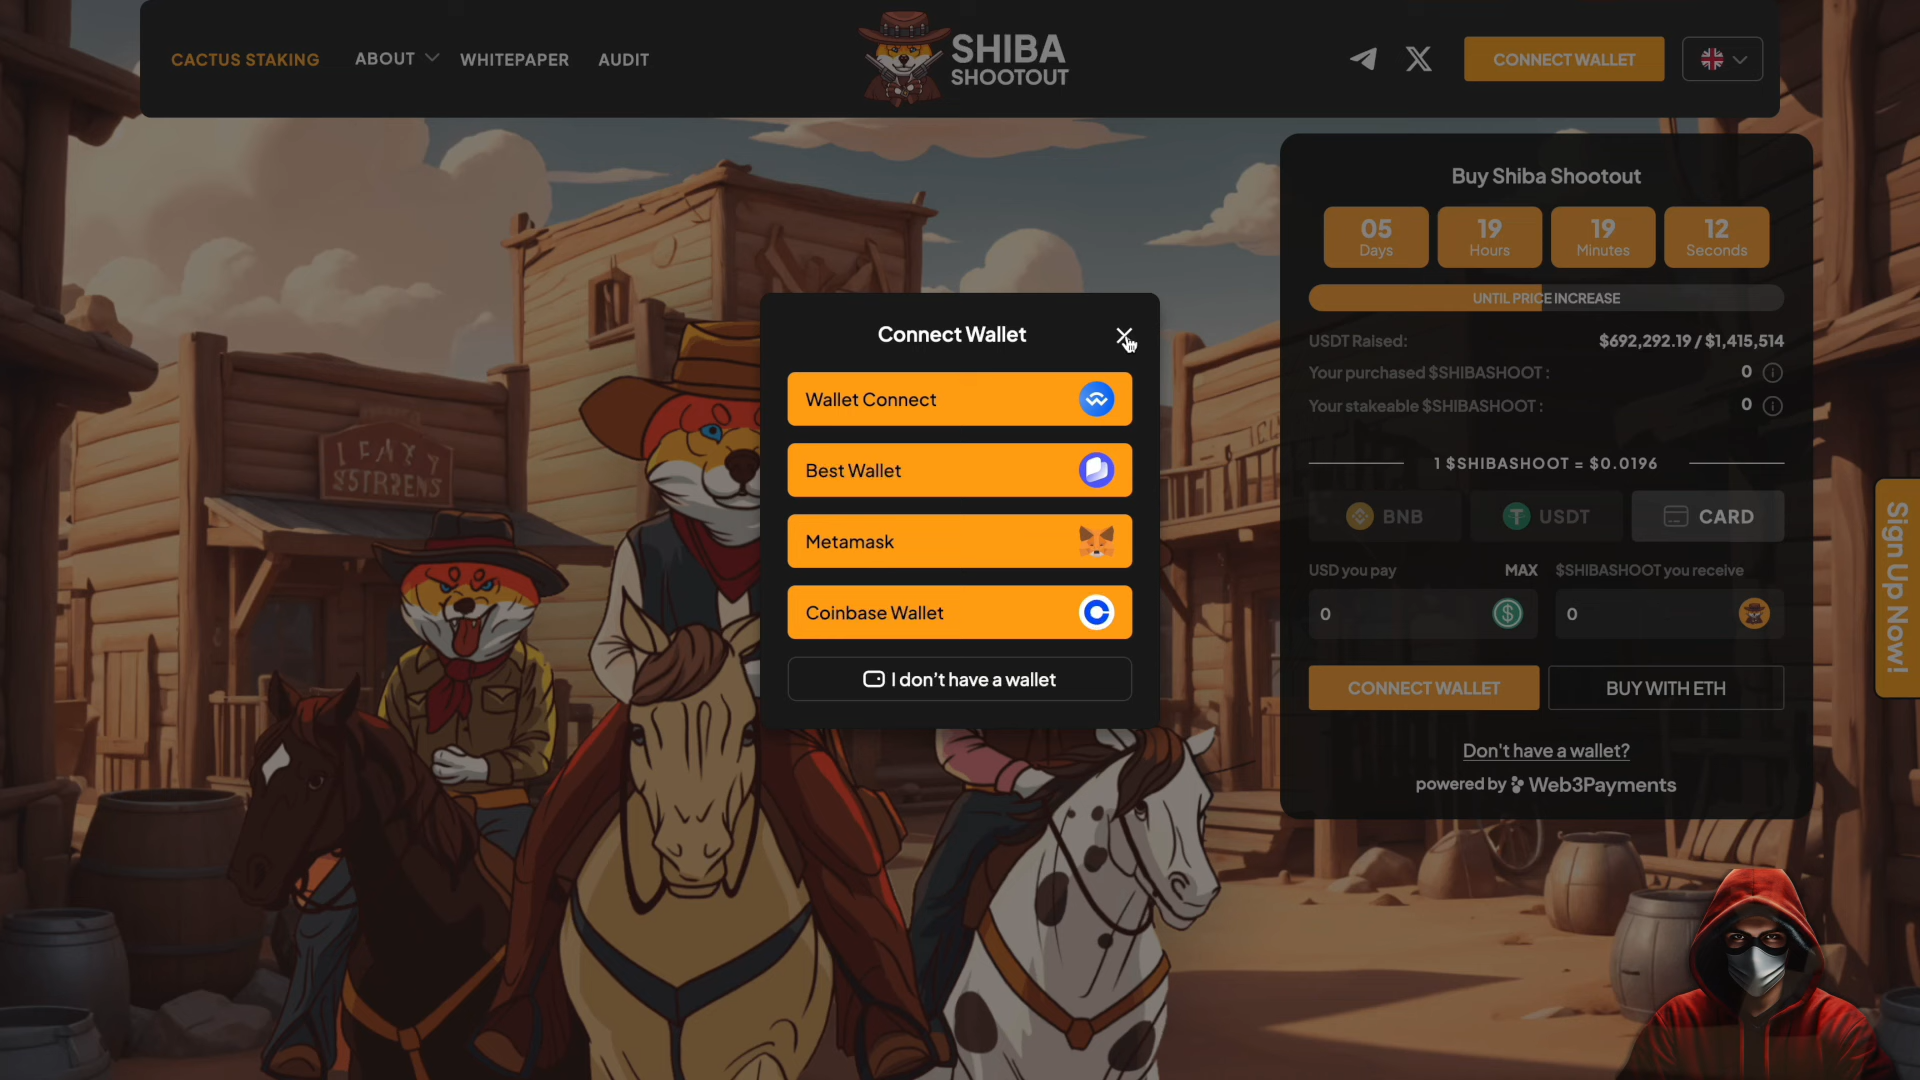 CACTUS STAKING
ABOUT
WHITEPAPER
AUDIT
SHIBA
SHOOTOUT
CONNECT WALLET
Buy Shiba Shootout
05
Days
19
Hours
19
Minutes
12
Seconds
UNTIL PRICE INCREASE
USDT Raised:
$692,292.19 / $1,415,514
Your purchased $SHIBASHOOT :
0
Your stakeable $SHIBASHOOT :
0
1 $SHIBASHOOT = $0.0196
BNB
USDT
CARD
USD you pay
MAX
$SHIBASHOOT you receive
0
0
CONNECT WALLET
BUY WITH ETH
Don't have a wallet?
powered by Web3Payments
Connect Wallet
Wallet Connect
Best Wallet
Metamask
Coinbase Wallet
I don't have a wallet
Sign Up Now!